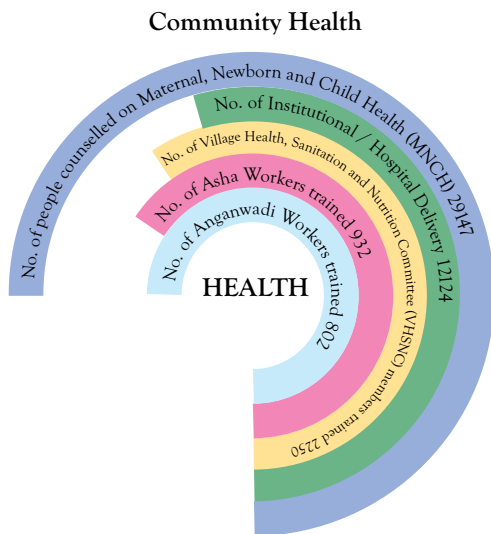 Community Health
No. of people counselled on Maternal, Newborn and Child Health (MNCH) 29147
No. of Institutional / Hospital Delivery 12124
No. of Village Health, Sanitation and Nutrition Committee (VHSNC) members trained 2250
No. of Asha Workers trained 932
No. of Anganwadi Workers trained 802
HEALTH